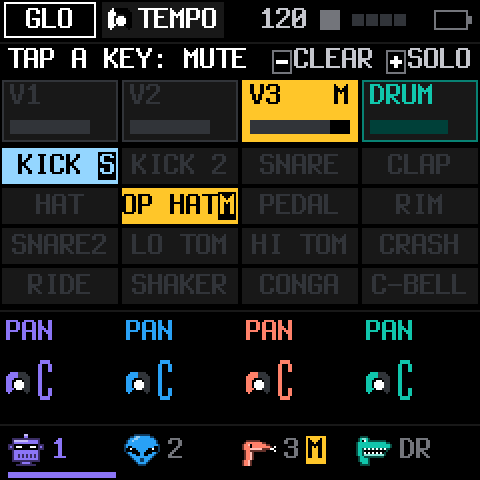 GLO TEMPO 120
TAP A KEY: MUTE -CLEAR +SOLO
V1 V2 V3 M DRUM
KICK S KICK 2 SNARE CLAP
HAT OP HAT M PEDAL RIM
SNARE2 LO TOM HI TOM CRASH
RIDE SHAKER CONGA C-BELL
PAN PAN PAN PAN
C C C C
1 2 3 M DR